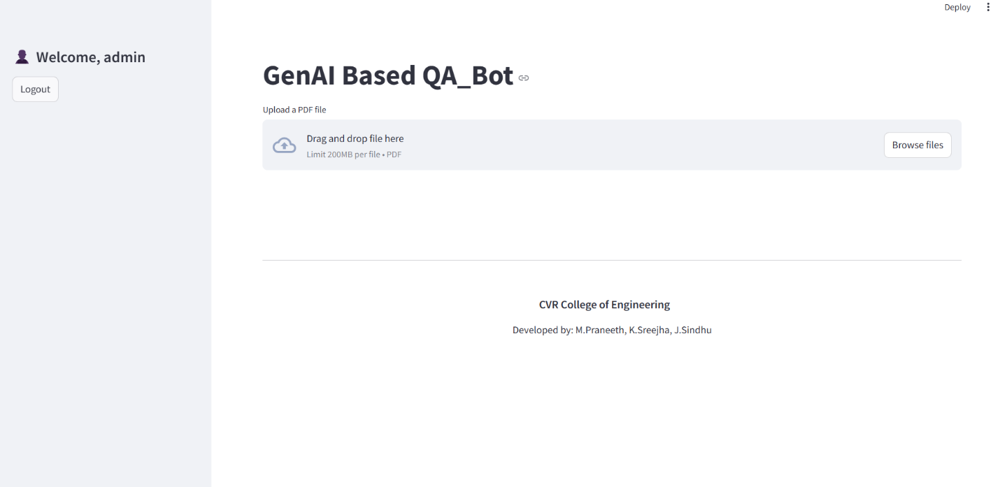 Deploy
Welcome, admin
Logout
GenAI Based QA_Bot
Upload a PDF file
Drag and drop file here
Limit 200MB per file • PDF
Browse files
CVR College of Engineering
Developed by: M.Praneeth, K.Sreejha, J.Sindhu